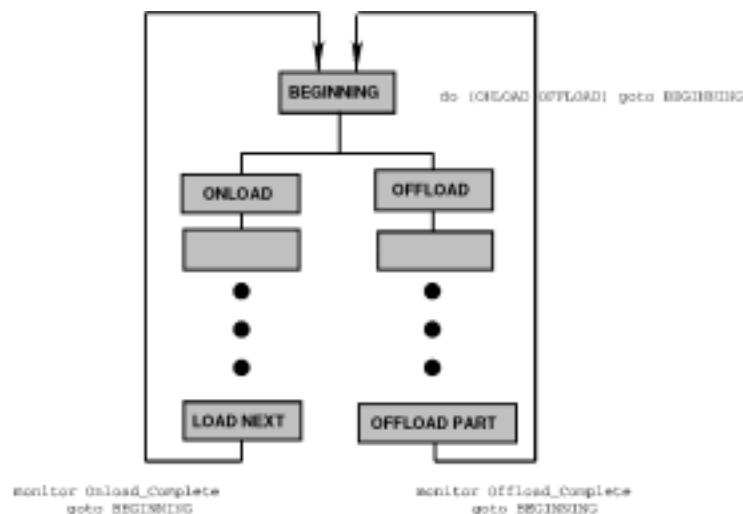 BEGINNING
do (ONLOAD OFFLOAD) goto BEGINNING
ONLOAD
OFFLOAD
LOAD NEXT
OFFLOAD PART
monitor Onload_Complete
goto BEGINNING
monitor Offload_Complete
goto BEGINNING